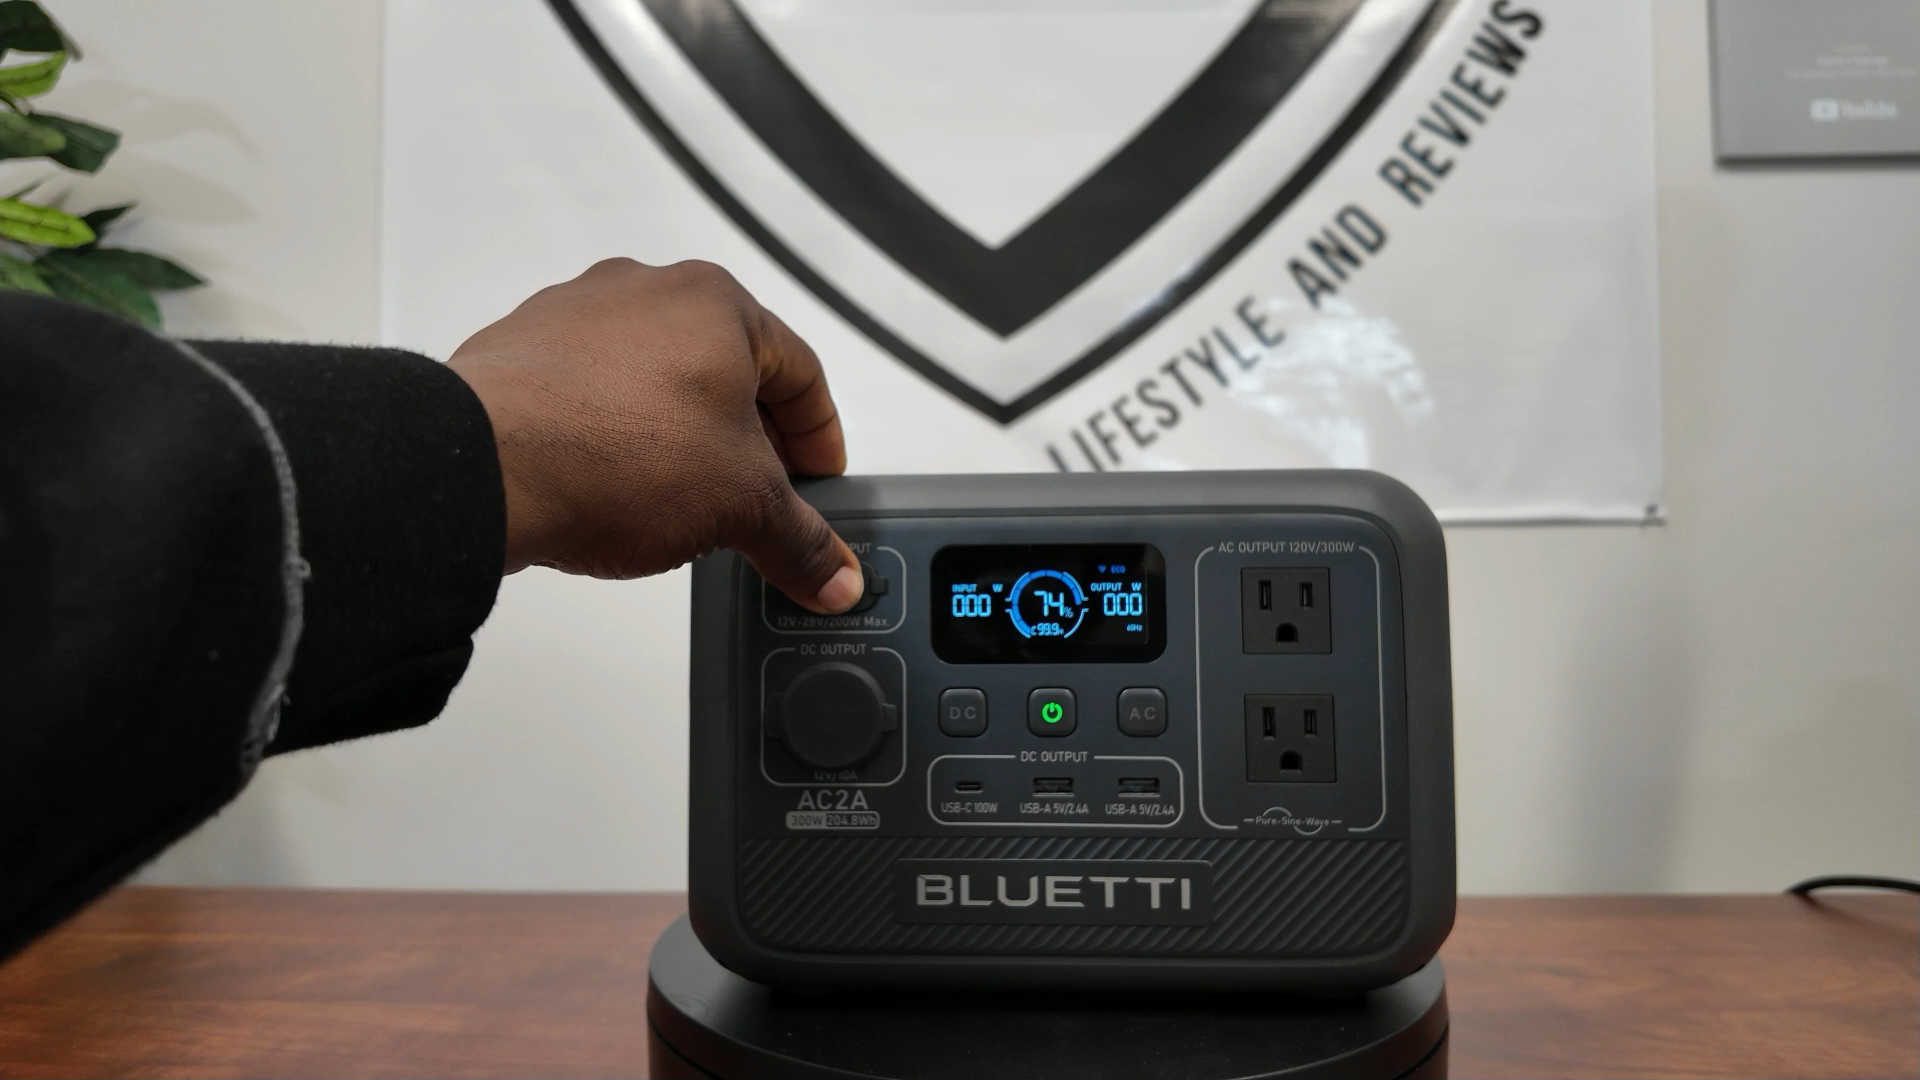 LIFESTYLE AND REVIEWS
YouTube
PUT
12V-28V/200W Max.
DC OUTPUT
12V/10A
AC2A
300W 204.8Wh
INPUT W
000
74%
99.9H
ECO
OUTPUT W
000
60Hz
DC
AC
DC OUTPUT
USB-C 100W
USB-A 5V/2.4A
USB-A 5V/2.4A
AC OUTPUT 120V/300W
Pure-Sine-Wave
BLUETTI